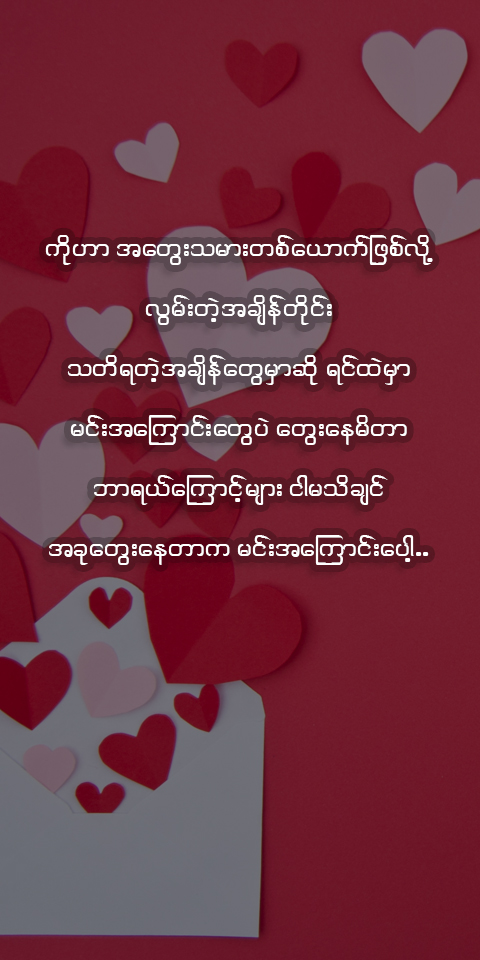 ကိုဟာ အတွေးသမားတစ်ယောက်ဖြစ်လို့
လွမ်းတဲ့အချိန်တိုင်း
သတိရတဲ့အချိန်တွေမှာဆို ရင်ထဲမှာ
မင်းအကြောင်းတွေပဲ တွေးနေမိတာ
ဘာရယ်ကြောင့်များ ငါမသိချင်
အခုတွေးနေတာက မင်းအကြောင်းပေါ့..